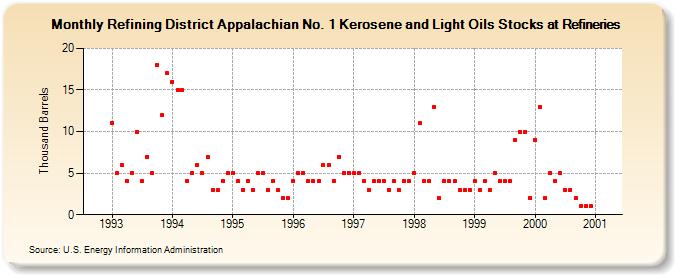 Monthly Refining District Appalachian No. 1 Kerosene and Light Oils Stocks at Refineries
Thousand Barrels
20
15
10
5
0
1993 1994 1995 1996 1997 1998 1999 2000 2001
Source: U.S. Energy Information Administration